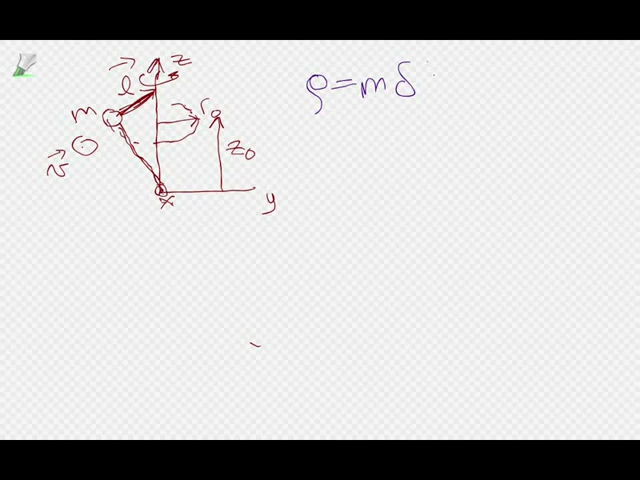 z
l
m
r₀
z₀
v
x
y
ρ=mδ